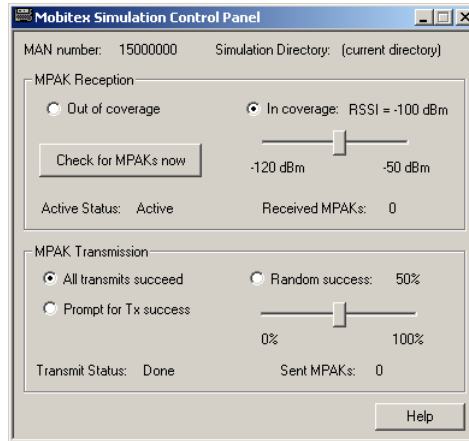 Mobitex Simulation Control Panel
MAN number: 15000000 Simulation Directory: (current directory)
MPAK Reception
Out of coverage In coverage: RSSI = -100 dBm
Check for MPAKs now
-120 dBm -50 dBm
Active Status: Active Received MPAKs: 0
MPAK Transmission
All transmits succeed Random success: 50%
Prompt for Tx success
0% 100%
Transmit Status: Done Sent MPAKs: 0
Help